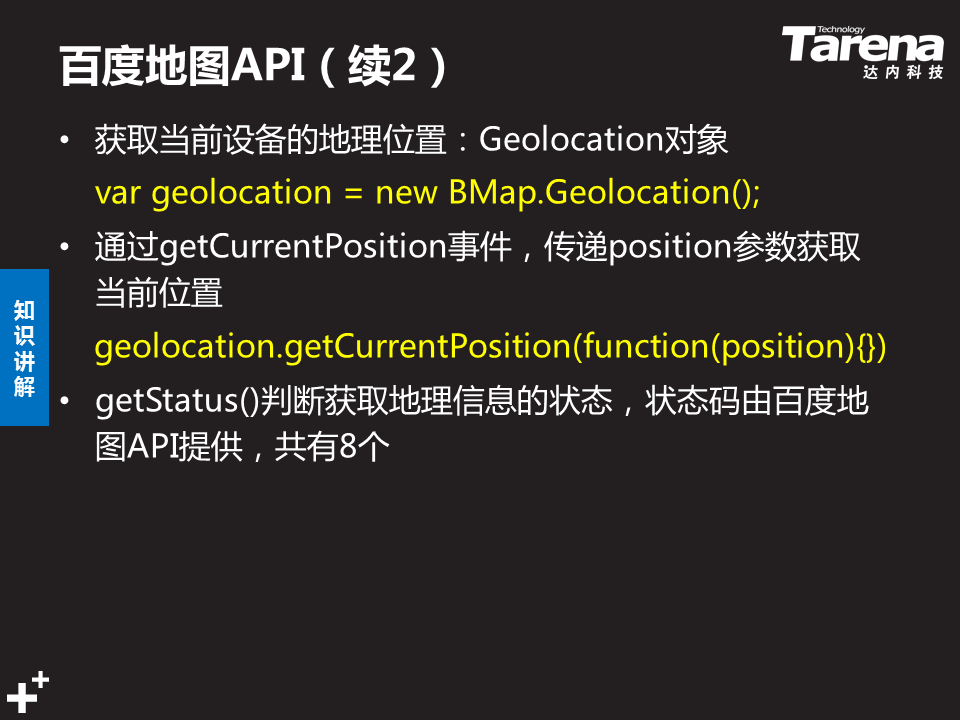 百度地图API（续2）
Technology
Tarena
达内科技
• 获取当前设备的地理位置：Geolocation对象
var geolocation = new BMap.Geolocation();
• 通过getCurrentPosition事件，传递position参数获取
当前位置
geolocation.getCurrentPosition(function(position){})
• getStatus()判断获取地理信息的状态，状态码由百度地
图API提供，共有8个
知
识
讲
解